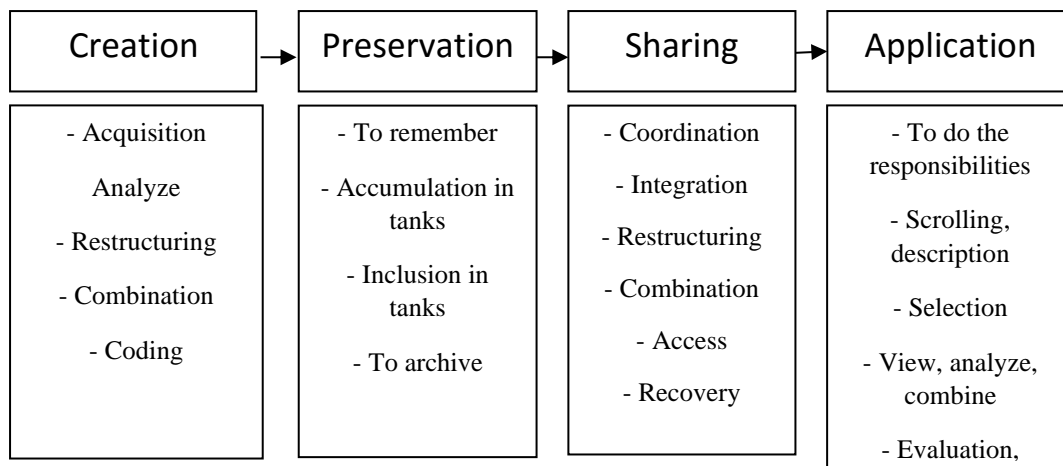 Creation
Preservation
Sharing
Application
- Acquisition
Analyze
- Restructuring
- Combination
- Coding
- To remember
- Accumulation in
tanks
- Inclusion in
tanks
- To archive
- Coordination
- Integration
- Restructuring
- Combination
- Access
- Recovery
- To do the
responsibilities
- Scrolling,
description
- Selection
- View, analyze,
combine
- Evaluation,